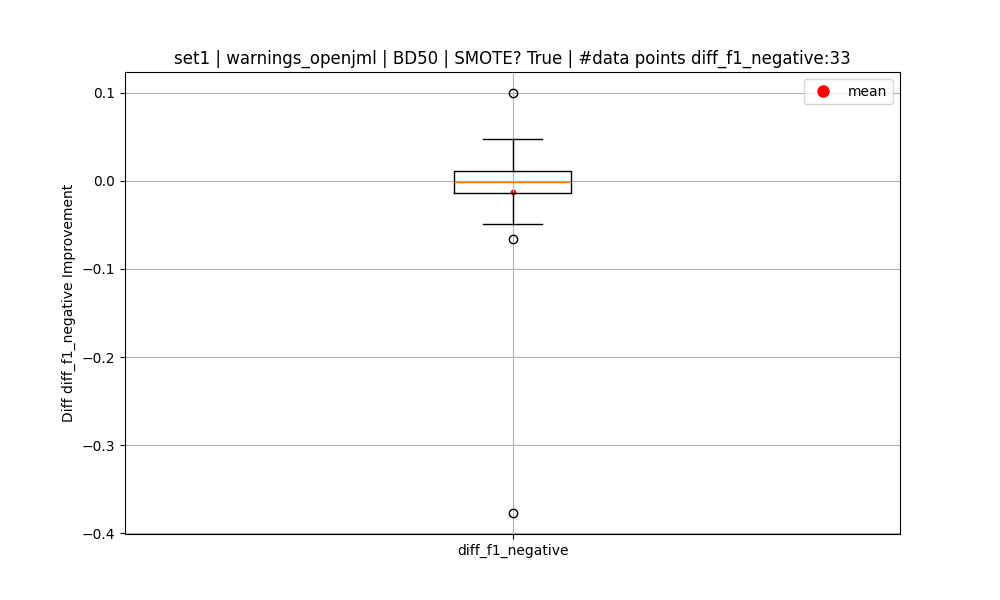 set1 | warnings_openjml | BD50 | SMOTE? True | #data points diff_f1_negative:33
mean
Diff diff_f1_negative Improvement
0.1
0.0
−0.1
−0.2
−0.3
−0.4
diff_f1_negative